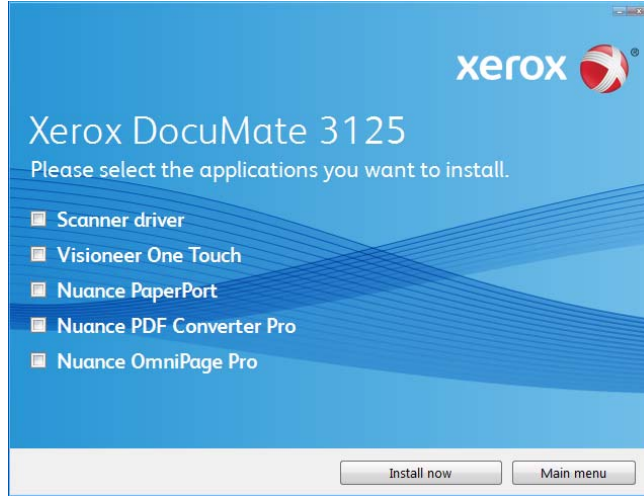 xerox ®
Xerox DocuMate 3125
Please select the applications you want to install.
Scanner driver
Visioneer One Touch
Nuance PaperPort
Nuance PDF Converter Pro
Nuance OmniPage Pro
Install now Main menu